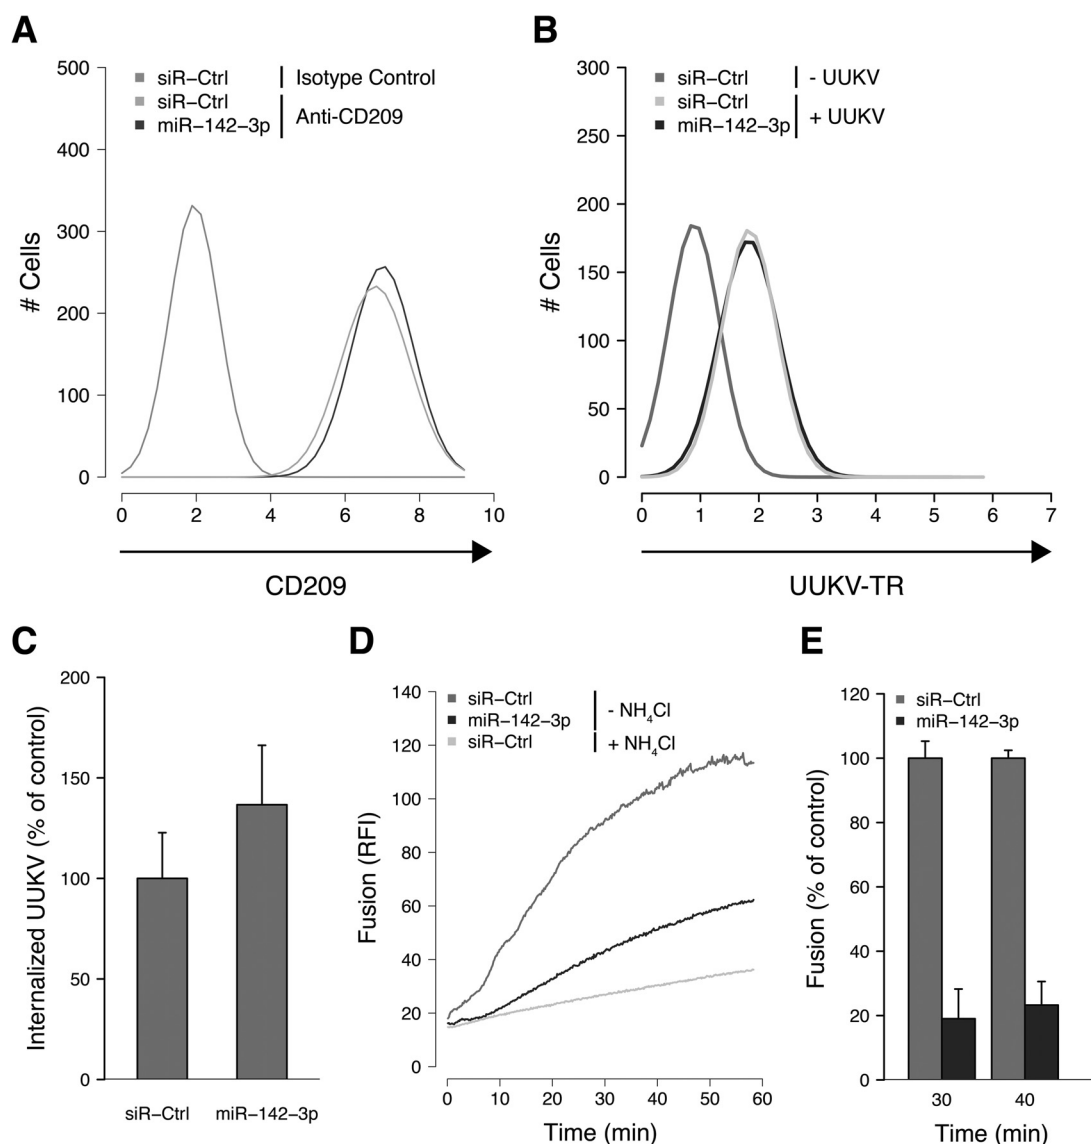 A
500
400
300
200
100
0
# Cells
siR−Ctrl
Isotype Control
siR−Ctrl
miR−142−3p
Anti-CD209
0 2 4 6 8 10
CD209
B
300
250
200
150
100
50
0
# Cells
siR−Ctrl
- UUKV
siR−Ctrl
miR−142−3p
+ UUKV
0 1 2 3 4 5 6 7
UUKV-TR
C
200
150
100
50
0
Internalized UUKV (% of control)
siR−Ctrl miR−142−3p
D
140
120
100
80
60
40
20
0
Fusion (RFI)
siR−Ctrl
miR−142−3p
- NH4Cl
siR−Ctrl
+ NH4Cl
0 10 20 30 40 50 60
Time (min)
E
120
100
80
60
40
20
0
Fusion (% of control)
siR−Ctrl
miR−142−3p
30 40
Time (min)